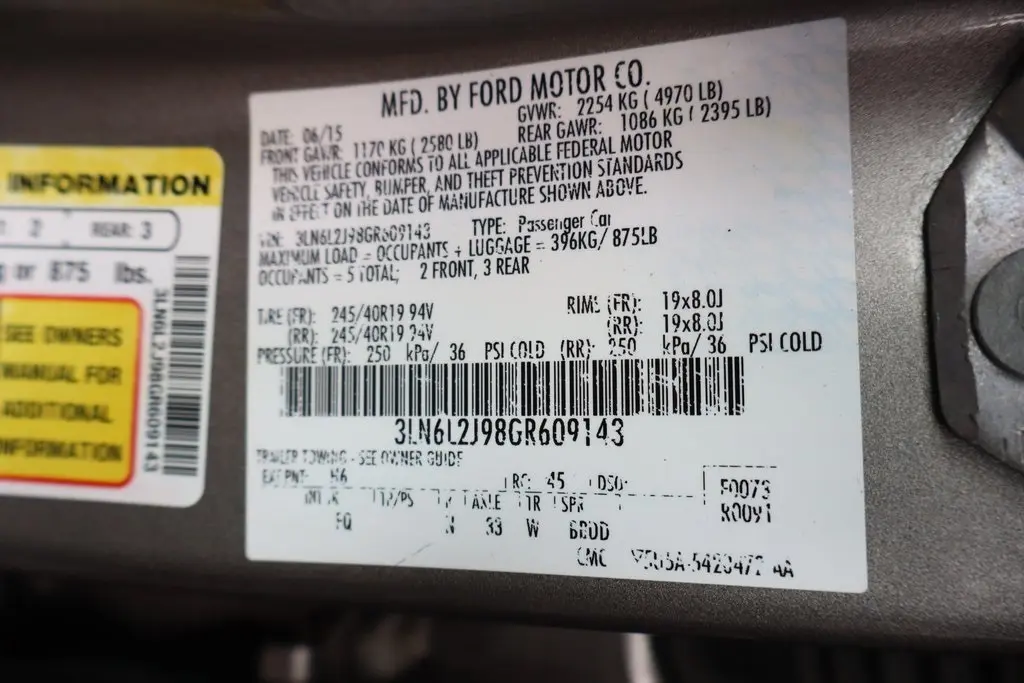 INFORMATION
2 REAR: 3
or 875 lbs.
SEE OWNERS
MANUAL FOR
ADDITIONAL
INFORMATION
3LN6L2J98GR609143
MFD. BY FORD MOTOR CO.
DATE: 06/15 GVWR: 2254 KG ( 4970 LB)
FRONT GAWR: 1170 KG ( 2580 LB) REAR GAWR: 1086 KG ( 2395 LB)
THIS VEHICLE CONFORMS TO ALL APPLICABLE FEDERAL MOTOR
VEHICLE SAFETY, BUMPER, AND THEFT PREVENTION STANDARDS
IN EFFECT ON THE DATE OF MANUFACTURE SHOWN ABOVE.
VIN: 3LN6L2J98GR609143 TYPE: Passenger Car
MAXIMUM LOAD = OCCUPANTS + LUGGAGE = 396KG/ 875LB
OCCUPANTS = 5 TOTAL; 2 FRONT, 3 REAR
TIRE (FR): 245/40R19 94V RIMS (FR): 19x8.0J
(RR): 245/40R19 94V (RR): 19x8.0J
PRESSURE (FR): 250 kPa/ 36 PSI COLD (RR): 250 kPa/ 36 PSI COLD
3LN6L2J98GR609143
TRAILER TOWING - SEE OWNER GUIDE
EXT PNT: RC: 45 DSO:
TP/PS R AXLE TR SPR
FQ 33 W BBDD
F0073
R0091